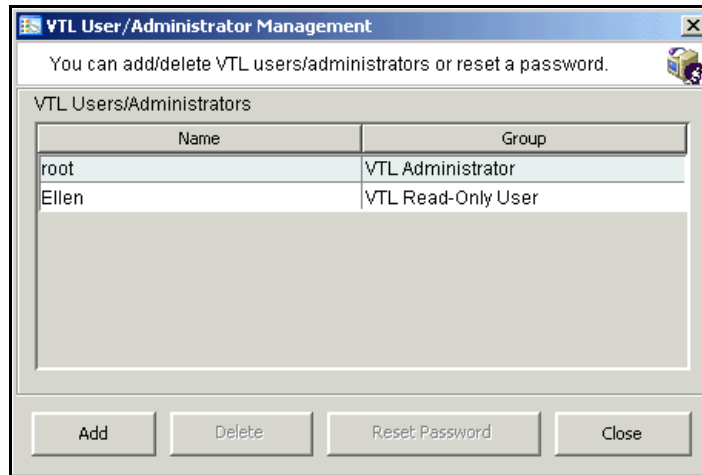 VTL User/Administrator Management
You can add/delete VTL users/administrators or reset a password.
VTL Users/Administrators
Name Group
root VTL Administrator
Ellen VTL Read-Only User
Add Delete Reset Password Close